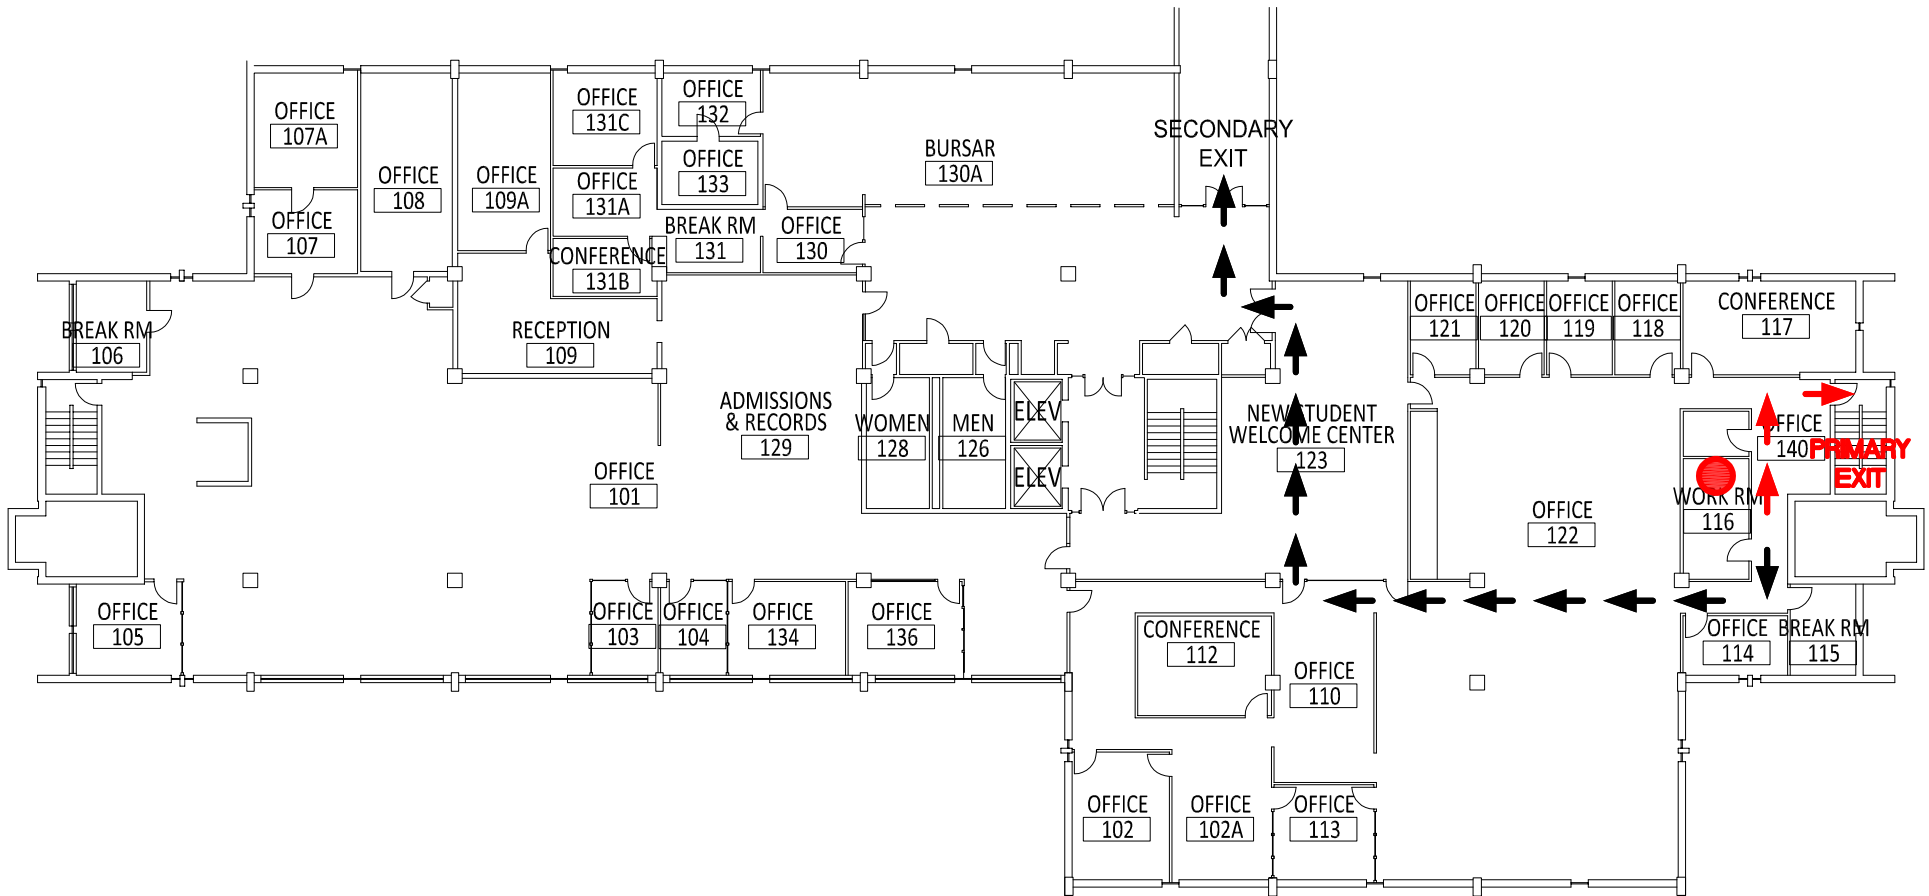 OFFICE
107A
OFFICE
107
OFFICE
108
OFFICE
109A
OFFICE
131C
OFFICE
131A
CONFERENCE
131B
OFFICE
132
OFFICE
133
BREAK RM
131
OFFICE
130
BURSAR
130A
SECONDARY
EXIT
BREAK RM
106
RECEPTION
109
ADMISSIONS
& RECORDS
129
OFFICE
101
WOMEN
128
MEN
126
ELEV
ELEV
NEW STUDENT
WELCOME CENTER
123
OFFICE
121
OFFICE
120
OFFICE
119
OFFICE
118
CONFERENCE
117
OFFICE
140
PRIMARY
EXIT
WORK RM
116
OFFICE
122
OFFICE
105
OFFICE
103
OFFICE
104
OFFICE
134
OFFICE
136
CONFERENCE
112
OFFICE
110
OFFICE
114
BREAK RM
115
OFFICE
102
OFFICE
102A
OFFICE
113